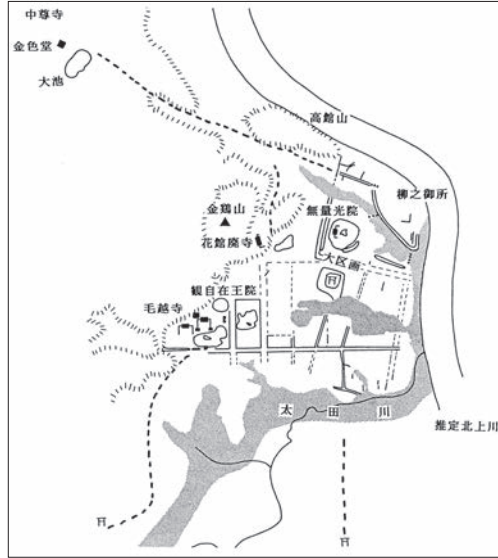 中尊寺
金色堂
大池
高館山
柳之御所
無量光院
金鶏山
花館廃寺
大区画
観自在王院
毛越寺
太田川
推定北上川